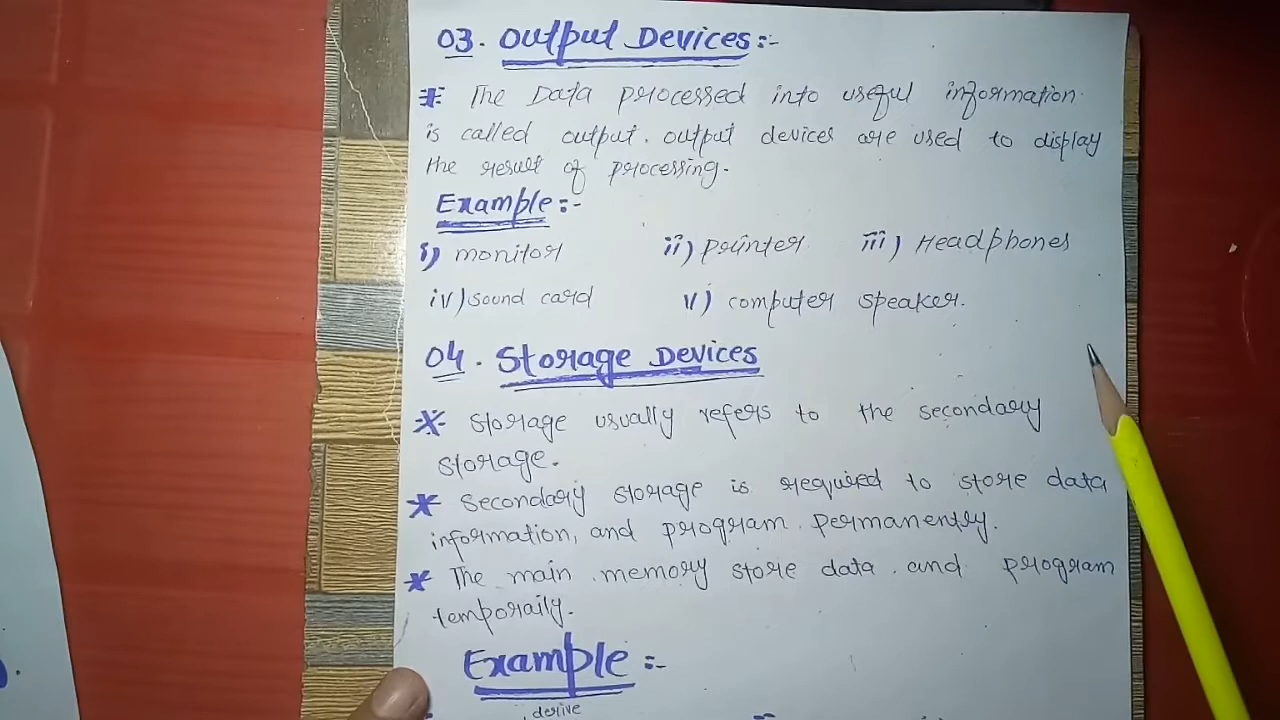 03. Output Devices:-
* The Data processed into useful information
is called output. output devices are used to display
the result of processing.
Example:-
i) monitor ii) printer iii) Headphones
iv) sound card v) computer speaker.
04. Storage Devices
* storage usually refers to the secondary
storage.
* Secondary storage is required to store data
information, and program permanently.
* The main memory store data and program
temporaily.
Example:-
derive